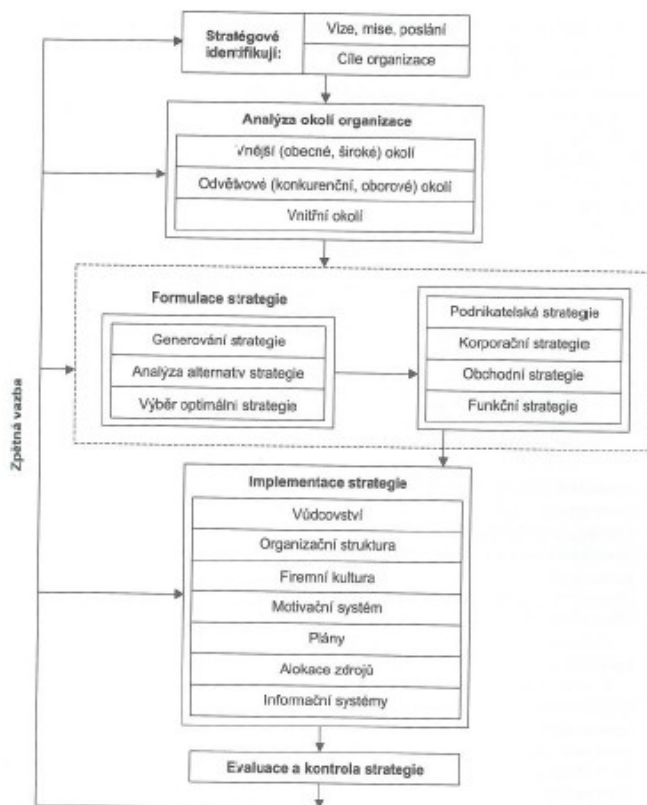 Stratégové
identifikují:
Vize, mise, poslání
Cíle organizace
Analýza okolí organizace
Vnější (obecné, široké) okolí
Odvětvové (konkurenční, oborové) okolí
Vnitřní okolí
Formulace strategie
Generování strategie
Analýza alternativ strategie
Výběr optimální strategie
Podnikatelská strategie
Korporační strategie
Obchodní strategie
Funkční strategie
Zpětná vazba
Implementace strategie
Vůdcovství
Organizační struktura
Firemní kultura
Motivační systém
Plány
Alokace zdrojů
Informační systémy
Evaluace a kontrola strategie